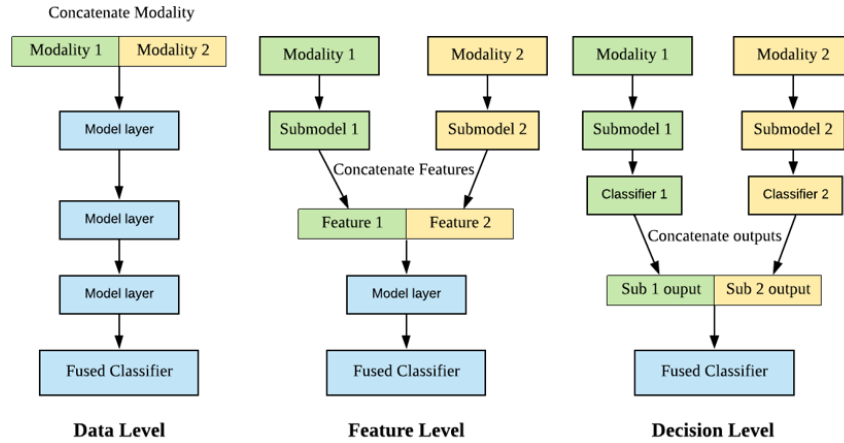 Concatenate Modality
Modality 1 Modality 2
Model layer
Model layer
Model layer
Fused Classifier
Data Level
Modality 1 Modality 2
Submodel 1 Submodel 2
Concatenate Features
Feature 1 Feature 2
Model layer
Fused Classifier
Feature Level
Modality 1 Modality 2
Submodel 1 Submodel 2
Classifier 1 Classifier 2
Concatenate outputs
Sub 1 ouput Sub 2 output
Fused Classifier
Decision Level